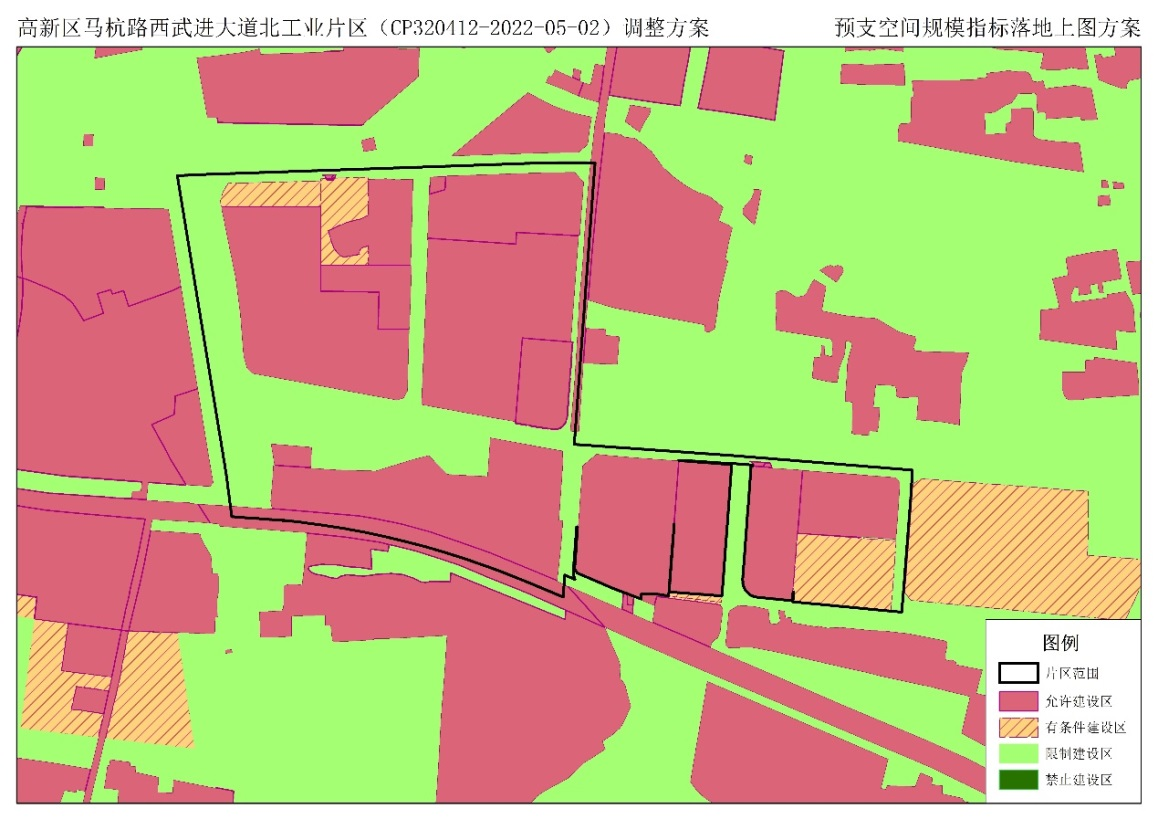 高新区马杭路西武进大道北工业片区（CP320412-2022-05-02）调整方案
预支空间规模指标落地上图方案
图例
片区范围
允许建设区
有条件建设区
限制建设区
禁止建设区